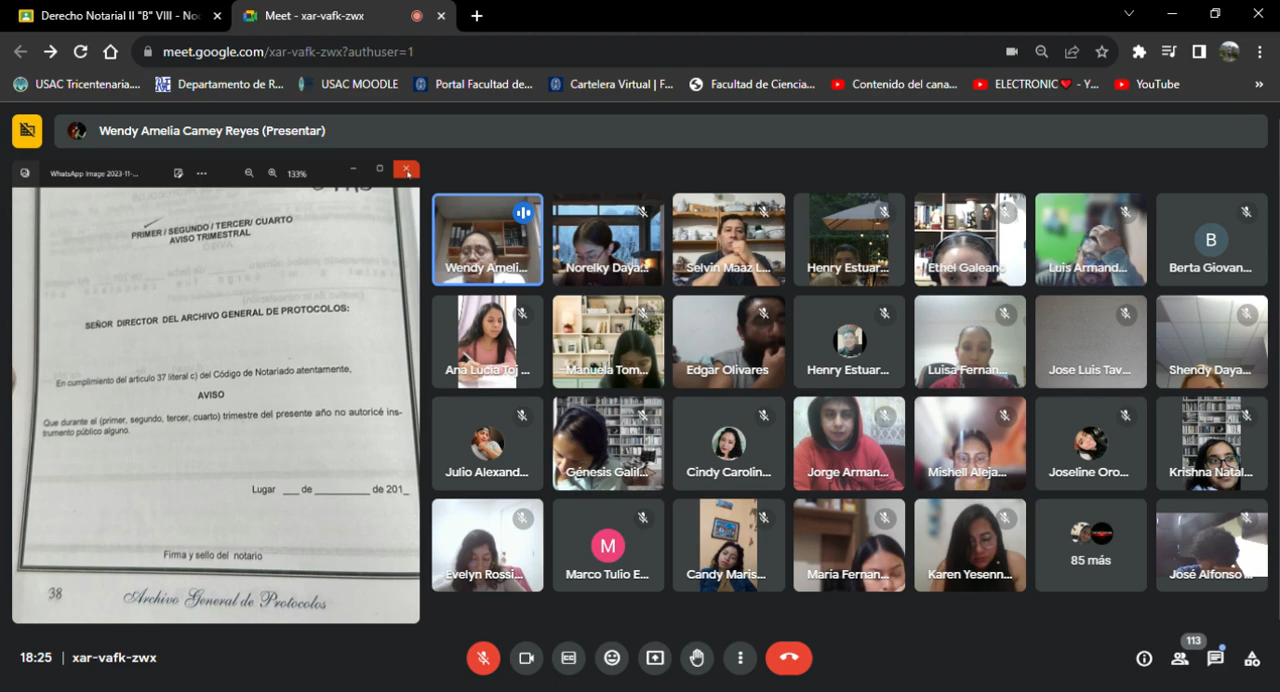 Derecho Notarial II "B" VIII - Noc
Meet - xar-vafk-zwx
meet.google.com/xar-vafk-zwx?authuser=1
USAC Tricentenaria....
Departamento de R...
USAC MOODLE
Portal Facultad de...
Cartelera Virtual | F...
Facultad de Ciencia...
Contenido del cana...
ELECTRONIC❤️ - Y...
YouTube
»
Wendy Amelia Camey Reyes (Presentar)
WhatsApp Image 2023-11-...
133%
PRIMER / SEGUNDO / TERCER/ CUARTO
AVISO TRIMESTRAL
SEÑOR DIRECTOR DEL ARCHIVO GENERAL DE PROTOCOLOS:
En cumplimiento del articulo 37 literal c) del Código de Notariado atentamente,
AVISO
Que durante el (primer, segundo, tercer, cuarto) trimestre del presente año no autoricé ins-
trumento público alguno.
Lugar ___ de __________ de 201_
Firma y sello del notario
38
Archivo General de Protocolos
Wendy Ameli...
Norelky Daya...
Selvin Maaz L...
Henry Estuar...
Ethel Galeano
Luis Armand...
B
Berta Giovan...
Ana Lucía Toj ...
Manuela Tom...
Edgar Olivares
Henry Estuar...
Luisa Fernan...
Jose Luis Tav...
Shendy Daya...
Julio Alexand...
Génesis Galil...
Cindy Carolin...
Jorge Arman...
Mishell Aleja...
Joseline Oro...
Krishna Natal...
Evelyn Rossi...
M
Marco Tulio E...
Candy Maris...
Maria Fernan...
Karen Yesenn...
85 más
José Alfonso ...
18:25 | xar-vafk-zwx
113